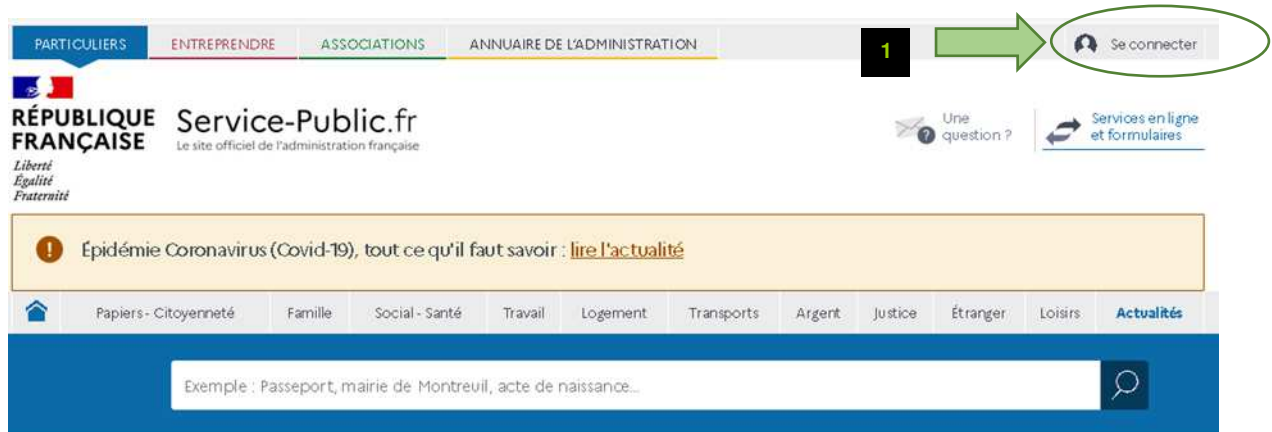 PARTICULIERS ENTREPRENDRE ASSOCIATIONS ANNUAIRE DE L'ADMINISTRATION 1 Se connecter
RÉPUBLIQUE
FRANÇAISE
Liberté
Égalité
Fraternité
Service-Public.fr
Le site officiel de l'administration française
Une
question ?
Services en ligne
et formulaires
Épidémie Coronavirus (Covid-19), tout ce qu'il faut savoir : lire l'actualité
Papiers - Citoyenneté Famille Social - Santé Travail Logement Transports Argent Justice Étranger Loisirs Actualités
Exemple : Passeport, mairie de Montreuil, acte de naissance...